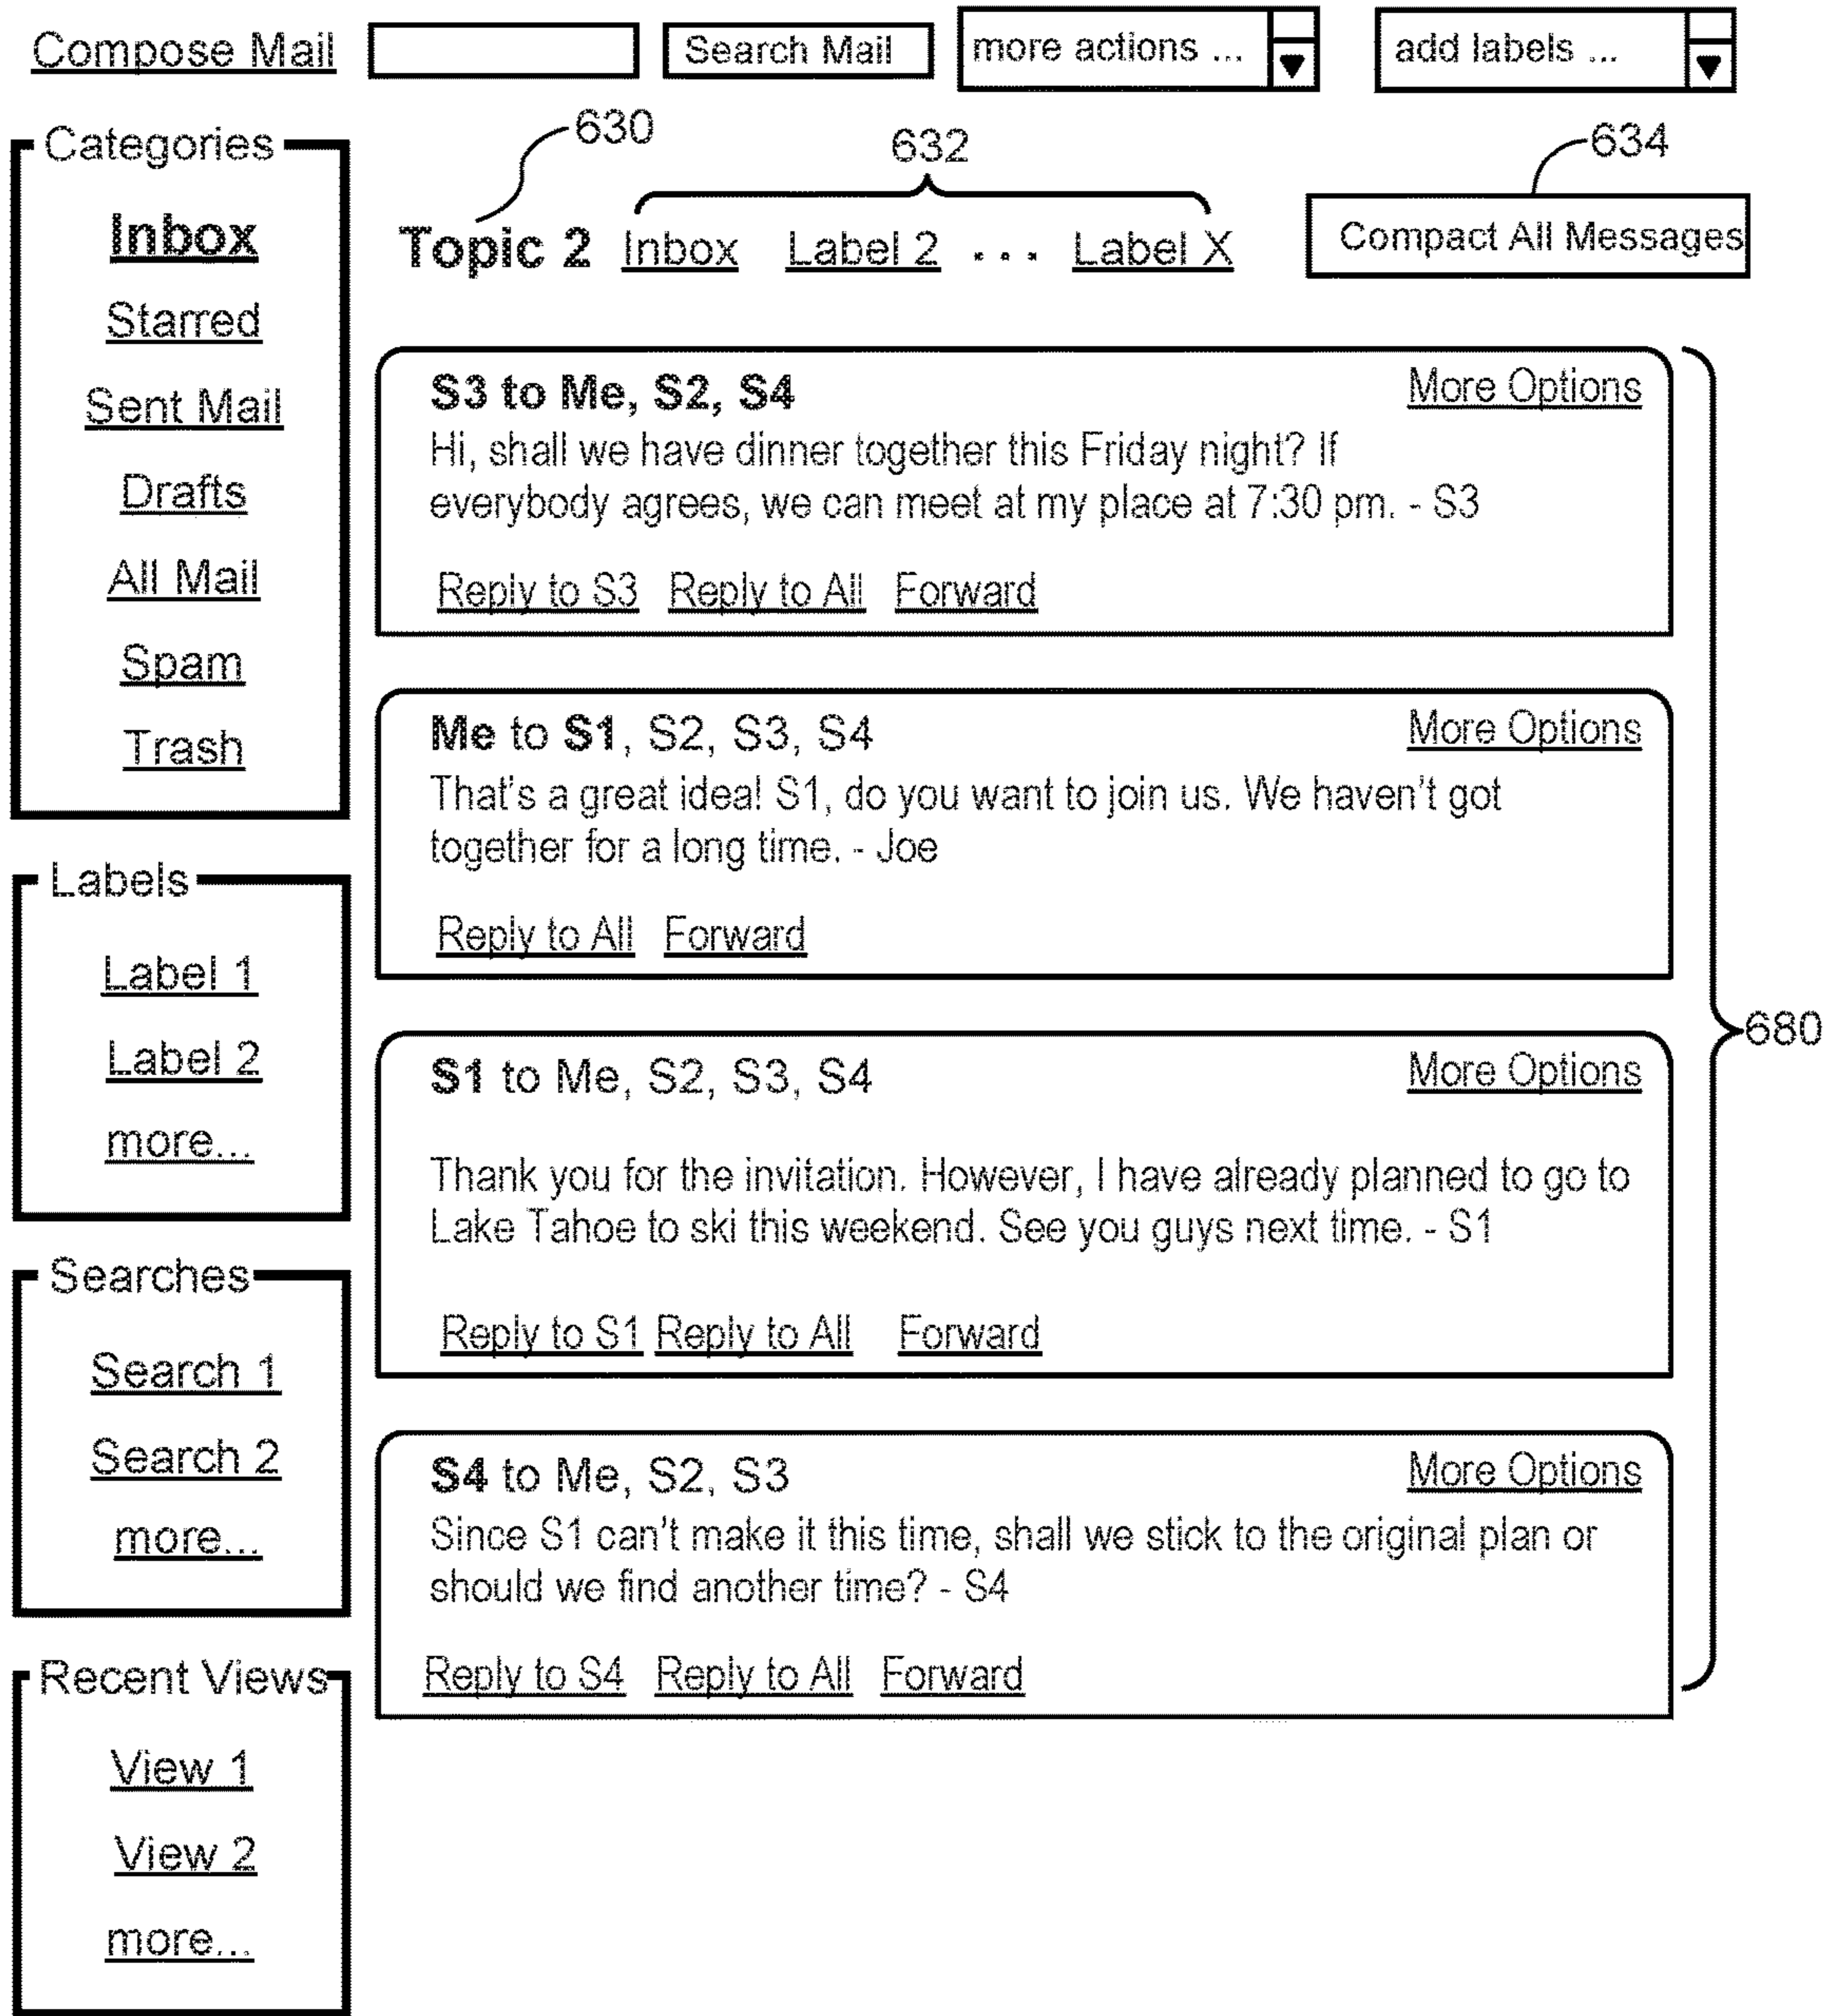 Compose Mail Search Mail more actions ... add labels ...
630
632
634
Categories
Inbox
Starred
Sent Mail
Drafts
All Mail
Spam
Trash
Labels
Label 1
Label 2
more...
Searches
Search 1
Search 2
more...
Recent Views
View 1
View 2
more...
Topic 2 Inbox Label 2 ... Label X Compact All Messages
S3 to Me, S2, S4 More Options
Hi, shall we have dinner together this Friday night? If
everybody agrees, we can meet at my place at 7:30 pm. - S3
Reply to S3 Reply to All Forward
Me to S1, S2, S3, S4 More Options
That's a great idea! S1, do you want to join us. We haven't got
together for a long time. - Joe
Reply to All Forward
S1 to Me, S2, S3, S4 More Options
Thank you for the invitation. However, I have already planned to go to
Lake Tahoe to ski this weekend. See you guys next time. - S1
Reply to S1 Reply to All Forward
S4 to Me, S2, S3 More Options
Since S1 can't make it this time, shall we stick to the original plan or
should we find another time? - S4
Reply to S4 Reply to All Forward
680